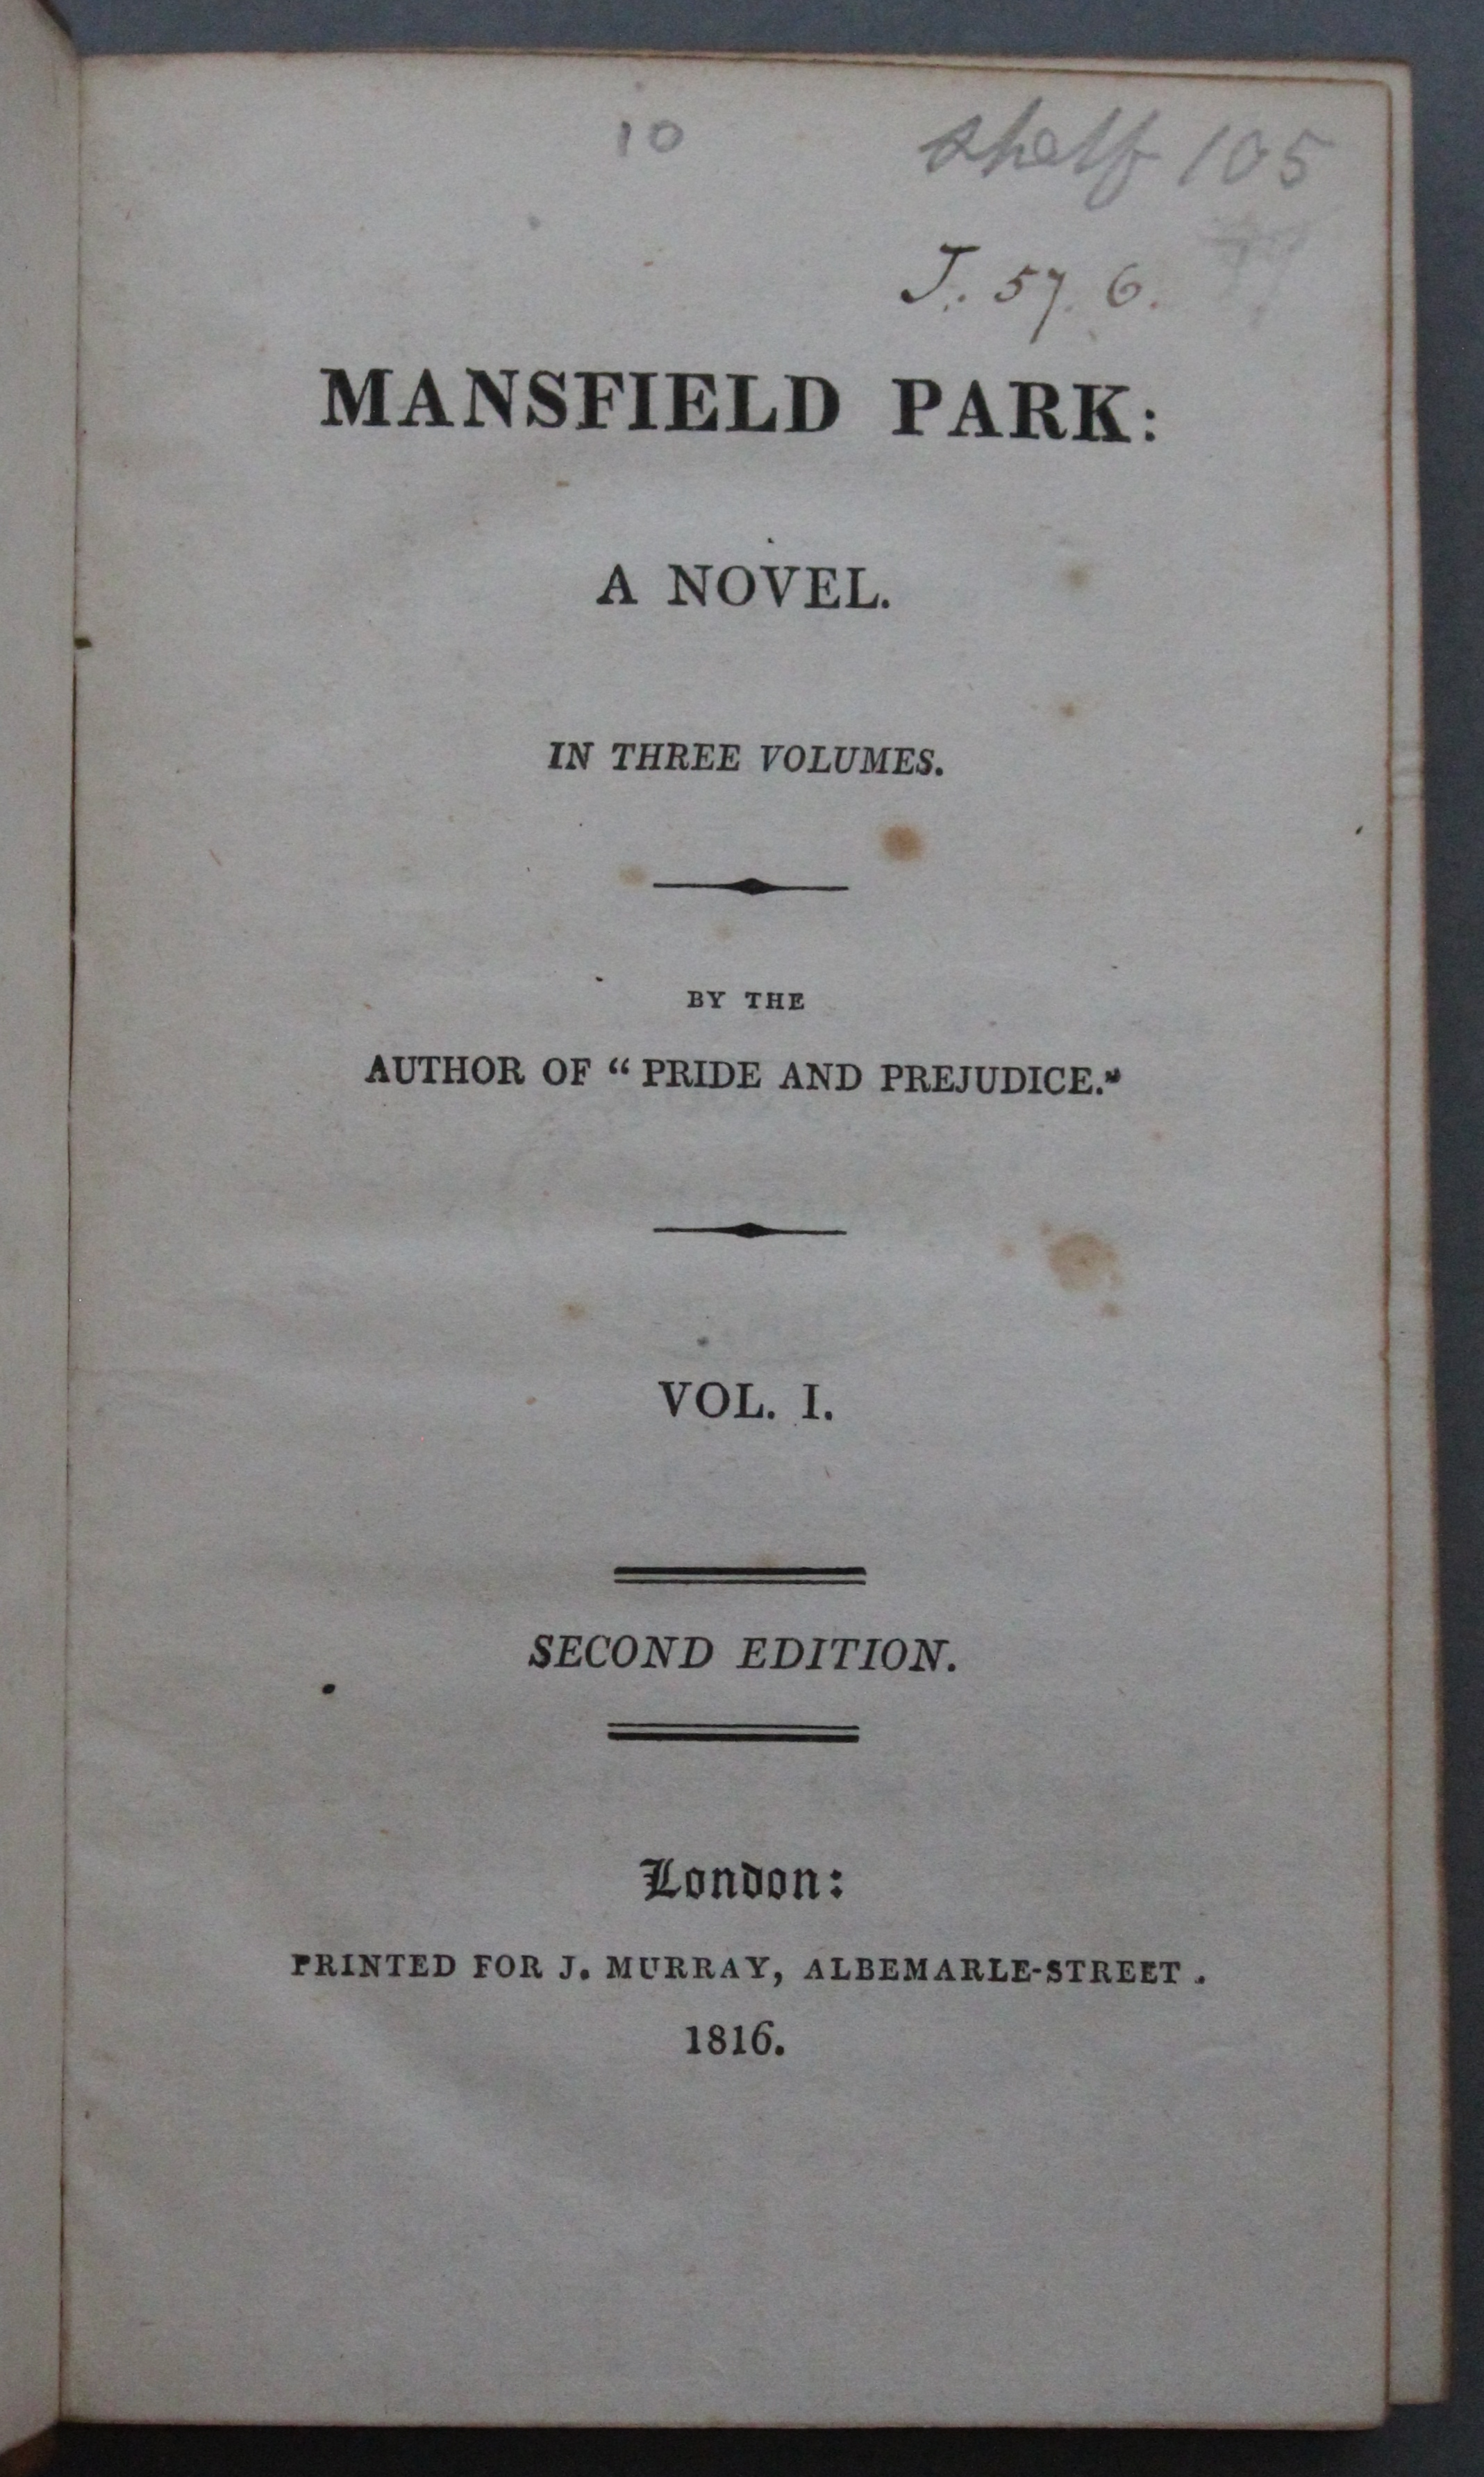 10
shelf 105
J. 57. 6.
MANSFIELD PARK:
A NOVEL.
IN THREE VOLUMES.
BY THE
AUTHOR OF “ PRIDE AND PREJUDICE.”
VOL. I.
SECOND EDITION.
London:
PRINTED FOR J. MURRAY, ALBEMARLE-STREET .
1816.